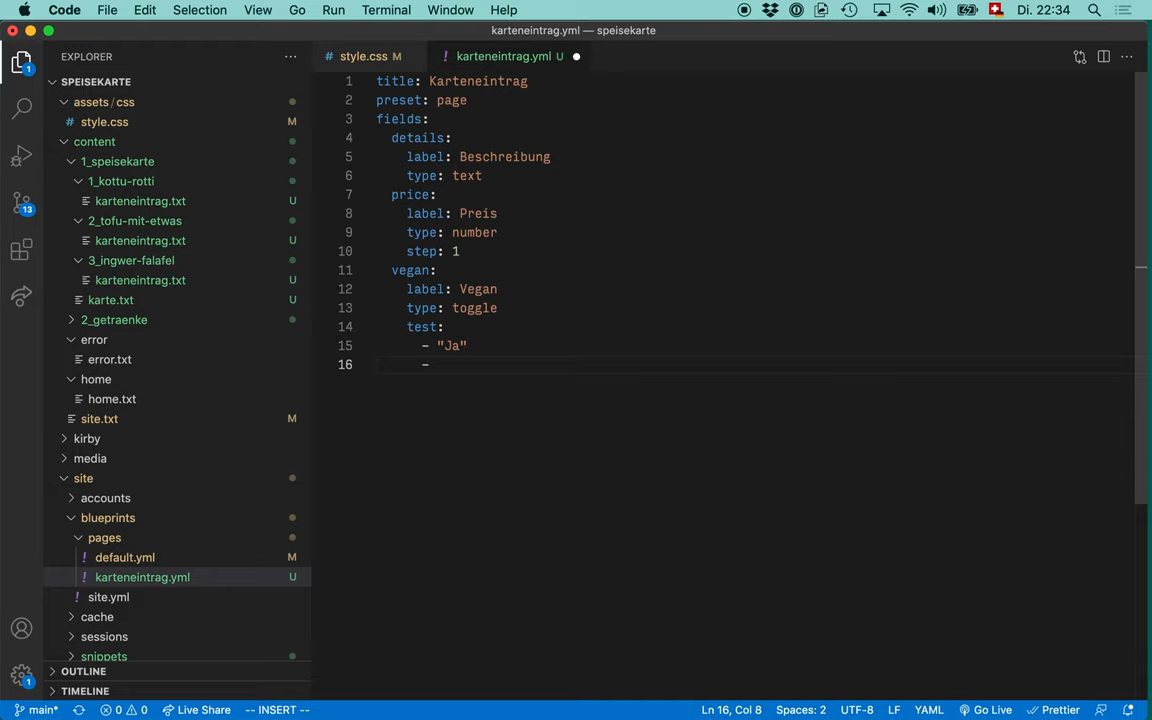 Code File Edit Selection View Go Run Terminal Window Help Di. 22:34
karteneintrag.yml — speisekarte
EXPLORER
style.css M
karteneintrag.yml U
SPEISEKARTE
assets/css
# style.css M
content
1_speisekarte
1_kottu-rotti
karteneintrag.txt U
2_tofu-mit-etwas
karteneintrag.txt U
3_ingwer-falafel
karteneintrag.txt U
karte.txt U
2_getraenke
error
error.txt
home
home.txt
site.txt M
kirby
media
site
accounts
blueprints
pages
! default.yml M
! karteneintrag.yml U
! site.yml
cache
sessions
snippets
OUTLINE
TIMELINE
1 title: Karteneintrag
2 preset: page
3 fields:
4 details:
5 label: Beschreibung
6 type: text
7 price:
8 label: Preis
9 type: number
10 step: 1
11 vegan:
12 label: Vegan
13 type: toggle
14 test:
15 - "Ja"
16 -
1
13
1
main* 0 0 Live Share -- INSERT -- Ln 16, Col 8 Spaces: 2 UTF-8 LF YAML Go Live Prettier